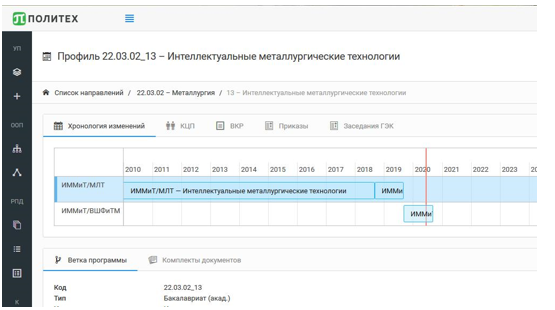 ПОЛИТЕХ
УП
Профиль 22.03.02_13 – Интеллектуальные металлургические технологии
Список направлений / 22.03.02 – Металлургия / 13 – Интеллектуальные металлургические технологии
ООП
Хронология изменений КЦП ВКР Приказы Заседания ГЭК
2010 2011 2012 2013 2014 2015 2016 2017 2018 2019 2020 2021 2022 2023 20
ИММиТ/МЛТ
ИММиТ/МЛТ — Интеллектуальные металлургические технологии ИММи
РПД
ИММиТ/ВШФиТМ ИММи
Ветка программы Комплекты документов
Код 22.03.02_13
Тип Бакалавриат (акад.)
К